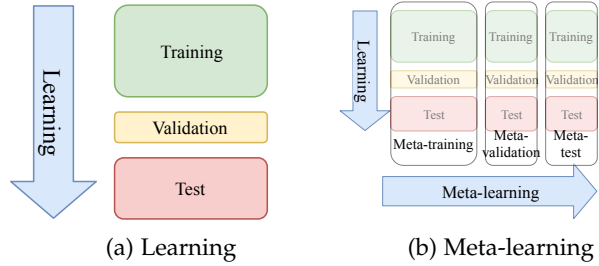 Learning
Training
Validation
Test
(a) Learning
Learning
Training Training Training
Validation Validation Validation
Test Test Test
Meta-training Meta-validation Meta-test
Meta-learning
(b) Meta-learning